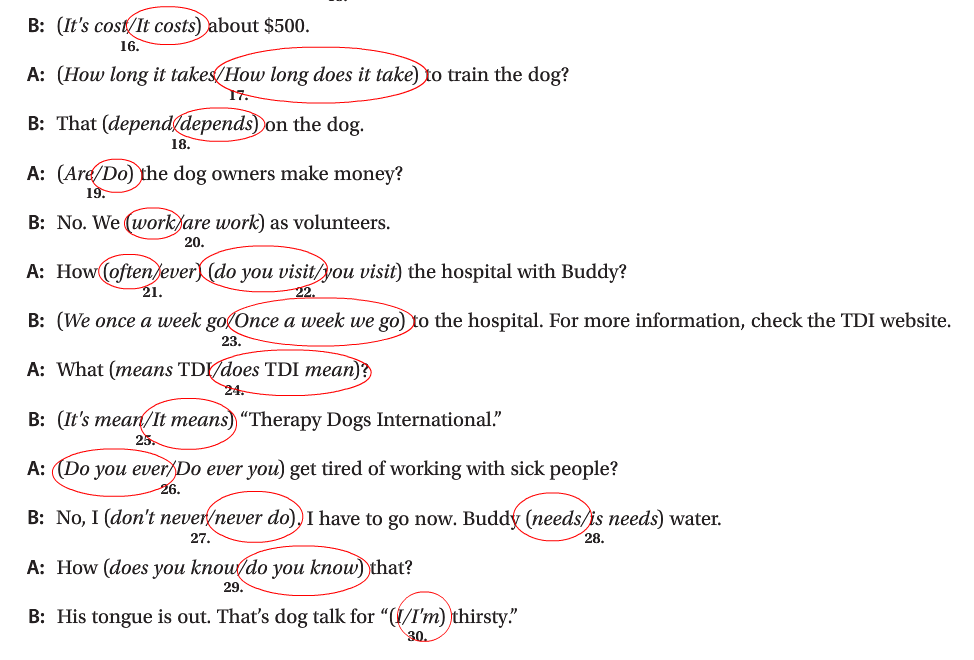 B: (It's cost/It costs) about $500.
16.
A: (How long it takes/How long does it take) to train the dog?
17.
B: That (depend/depends) on the dog.
18.
A: (Are/Do) the dog owners make money?
19.
B: No. We (work/are work) as volunteers.
20.
A: How (often/ever) (do you visit/you visit) the hospital with Buddy?
21. 22.
B: (We once a week go/Once a week we go) to the hospital. For more information, check the TDI website.
23.
A: What (means TDI/does TDI mean)?
24.
B: (It's mean/It means) “Therapy Dogs International.”
25.
A: (Do you ever/Do ever you) get tired of working with sick people?
26.
B: No, I (don't never/never do). I have to go now. Buddy (needs/is needs) water.
27. 28.
A: How (does you know/do you know) that?
29.
B: His tongue is out. That’s dog talk for “(I/I'm) thirsty.”
30.